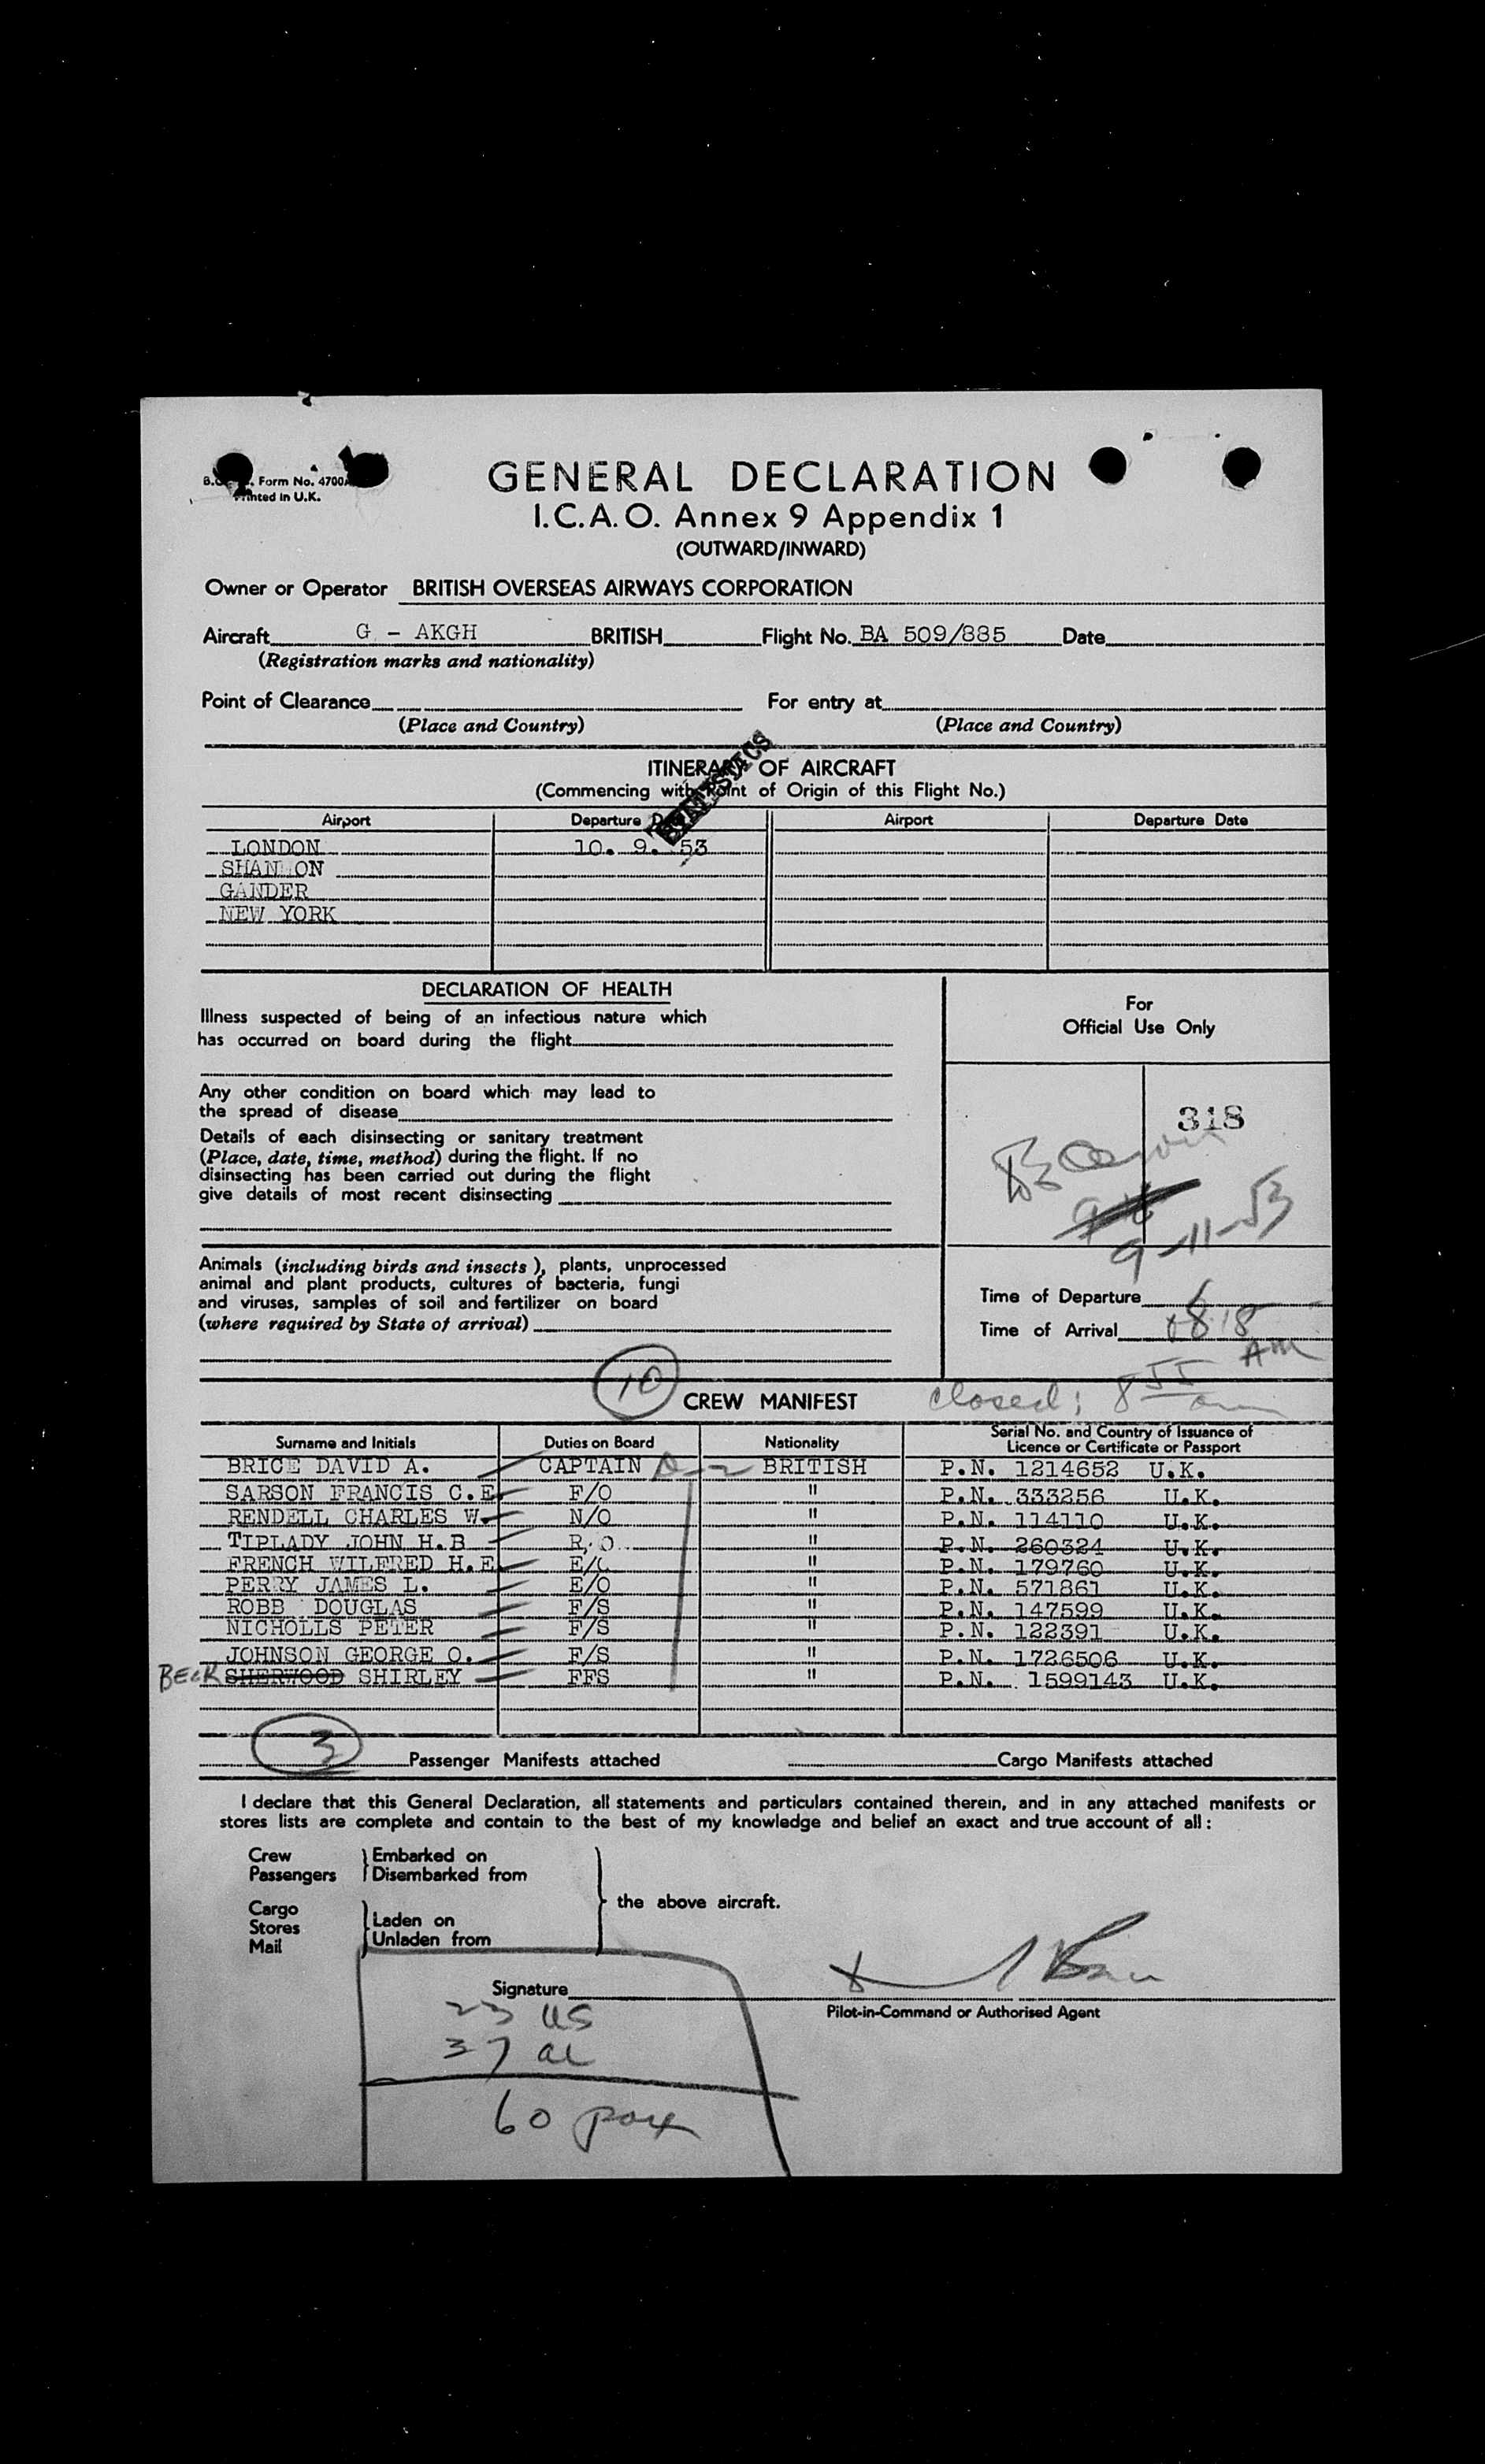 GENERAL DECLARATION
Form No. 4700
Printed in U.K.
I.C.A.O. Annex 9 Appendix 1
(OUTWARD/INWARD)
Owner or Operator BRITISH OVERSEAS AIRWAYS CORPORATION
Aircraft G - AKGH BRITISH Flight No. BA 509/885 Date
(Registration marks and nationality)
Point of Clearance For entry at
(Place and Country) (Place and Country)
STATISTICS
ITINERARY OF AIRCRAFT
(Commencing with Point of Origin of this Flight No.)
Airport Departure Date Airport Departure Date
LONDON 10. 9. 53
SHANNON
GANDER
NEW YORK
DECLARATION OF HEALTH
Illness suspected of being of an infectious nature which
has occurred on board during the flight
Any other condition on board which may lead to
the spread of disease
Details of each disinsecting or sanitary treatment
(Place, date, time, method) during the flight. If no
disinsecting has been carried out during the flight
give details of most recent disinsecting
Animals (including birds and insects), plants, unprocessed
animal and plant products, cultures of bacteria, fungi
and viruses, samples of soil and fertilizer on board
(where required by State of arrival)
For
Official Use Only
318
9-11-53
Time of Departure
Time of Arrival 818
AM
closed: 8 55 am
10
CREW MANIFEST
Surname and Initials Duties on Board Nationality Serial No. and Country of Issuance of Licence or Certificate or Passport
BRICE DAVID A. CAPTAIN BRITISH P.N. 1214652 U.K.
SARSON FRANCIS C.E. F/O " P.N. 333256 U.K.
RENDELL CHARLES W. N/O " P.N. 114110 U.K.
TIPLADY JOHN H.B R/O " P.N. 260324 U.K.
FRENCH WILFRED H.E. E/O " P.N. 179760 U.K.
PERRY JAMES L. E/O " P.N. 571861 U.K.
ROBB DOUGLAS F/S " P.N. 147599 U.K.
NICHOLLS PETER F/S " P.N. 122391 U.K.
JOHNSON GEORGE O. F/S " P.N. 1726506 U.K.
BECK SHERWOOD SHIRLEY FFS " P.N. 1599143 U.K.
3 Passenger Manifests attached Cargo Manifests attached
I declare that this General Declaration, all statements and particulars contained therein, and in any attached manifests or
stores lists are complete and contain to the best of my knowledge and belief an exact and true account of all:
Crew Embarked on
Passengers Disembarked from
the above aircraft.
Cargo
Stores Laden on
Mail Unladen from
Signature
Pilot-in-Command or Authorised Agent
23 US
37 al
60 pax